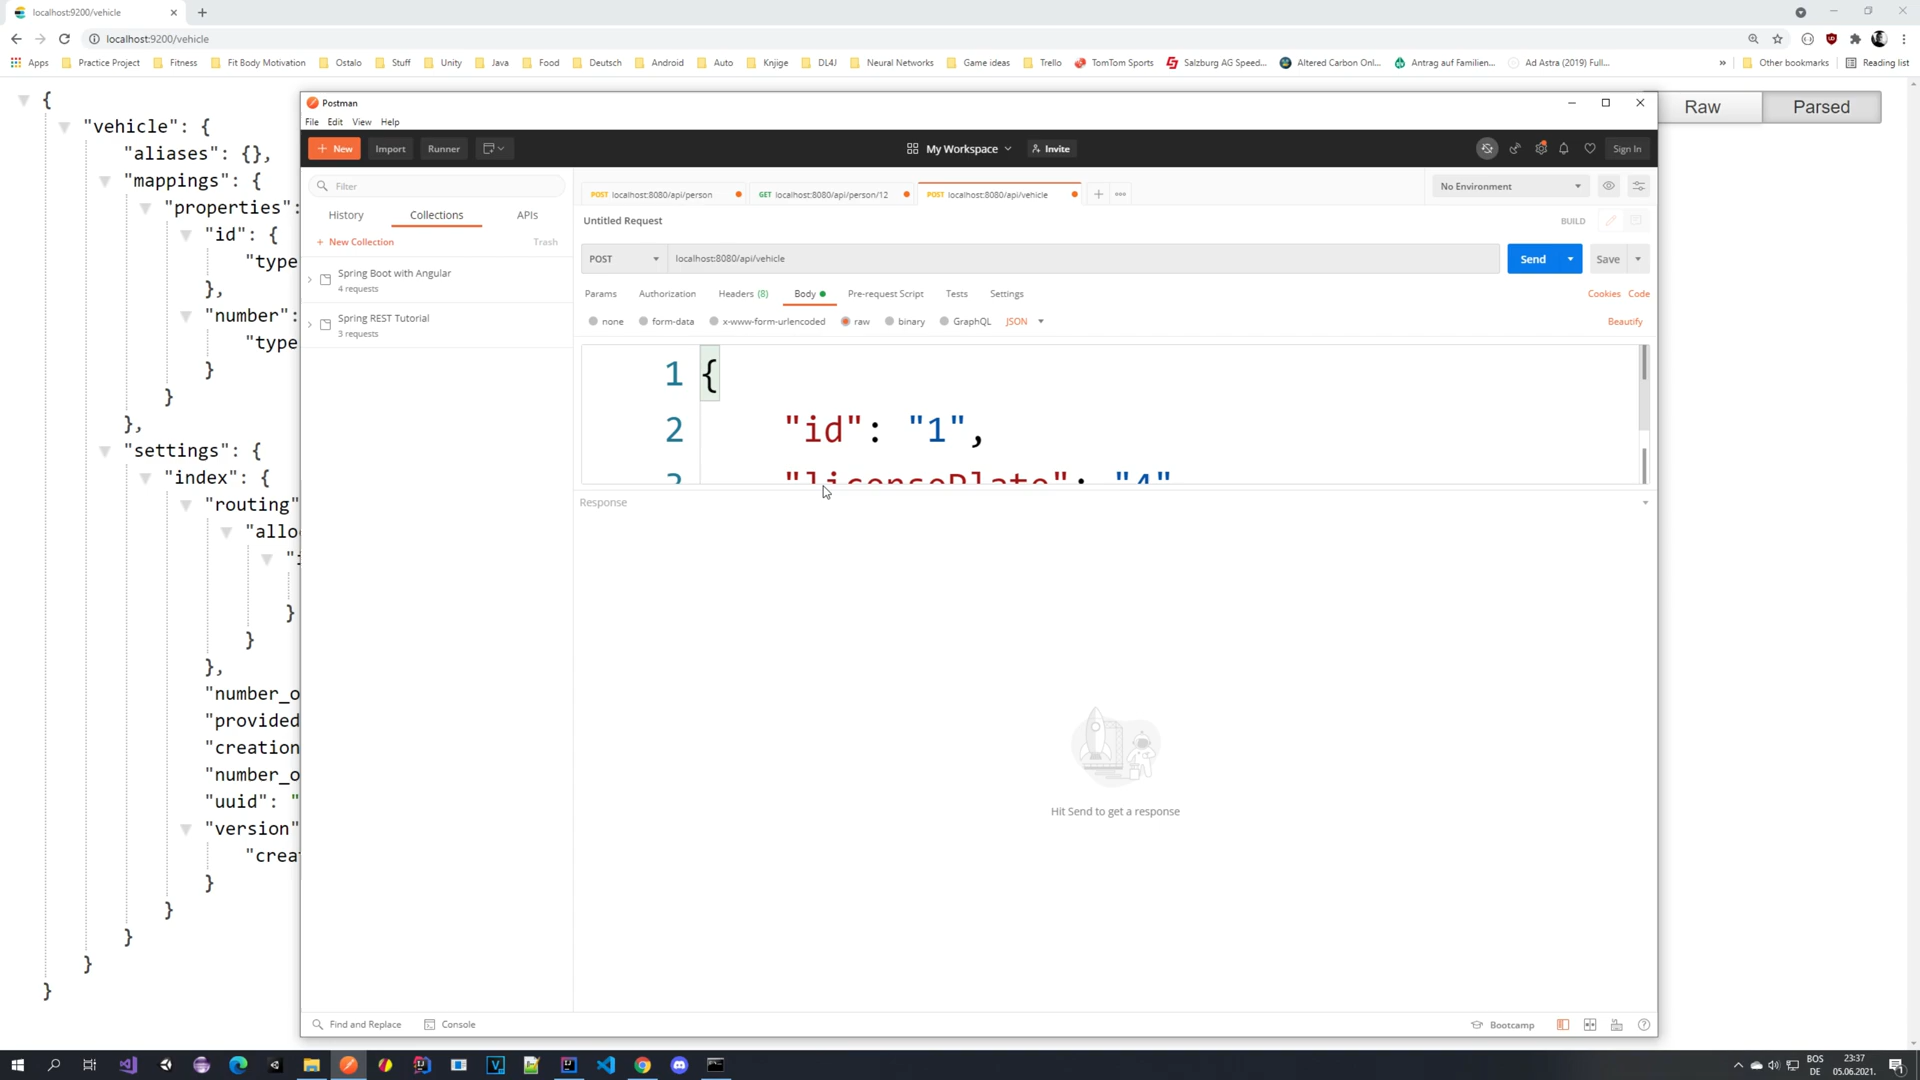 localhost:9200/vehicle
localhost:9200/vehicle
Apps
Practice Project
Fitness
Fit Body Motivation
Ostalo
Stuff
Unity
Java
Food
Deutsch
Android
Auto
Knjige
DL4J
Neural Networks
Game ideas
Trello
TomTom Sports
Salzburg AG Speed...
Altered Carbon Onl...
Antrag auf Familien...
Ad Astra (2019) Full...
»
Other bookmarks
Reading list
Raw
Parsed
{
"vehicle": {
"aliases": {},
"mappings": {
"properties":
"id": {
"type
},
"number":
"type
}
}
},
"settings": {
"index": {
"routing"
"allo
"i
}
}
},
"number_o
"provided
"creation
"number_o
"uuid": "
"version"
"crea
}
}
}
}
}
Postman
File Edit View Help
+ New
Import
Runner
My Workspace
Invite
Sign In
Filter
History
Collections
APIs
+ New Collection
Trash
Spring Boot with Angular
4 requests
Spring REST Tutorial
3 requests
POST localhost:8080/api/person
GET localhost:8080/api/person/12
POST localhost:8080/api/vehicle
No Environment
Untitled Request
BUILD
POST
localhost:8080/api/vehicle
Send
Save
Params
Authorization
Headers (8)
Body
Pre-request Script
Tests
Settings
Cookies
Code
none
form-data
x-www-form-urlencoded
raw
binary
GraphQL
JSON
Beautify
1 {
2 "id": "1",
3 "licensePlate": "4"
Response
Hit Send to get a response
Find and Replace
Console
Bootcamp
BOS
DE
23:37
05.06.2021.